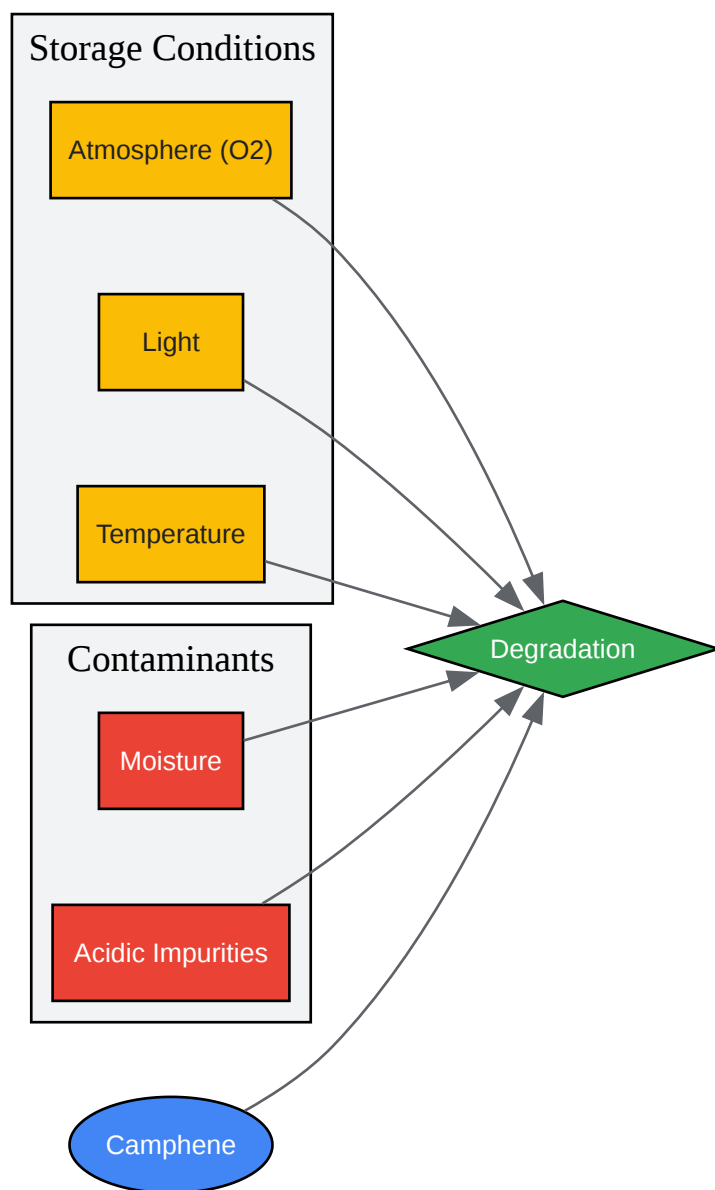 Storage Conditions
Atmosphere (O2)
Light
Temperature
Degradation
Contaminants
Moisture
Acidic Impurities
Camphene